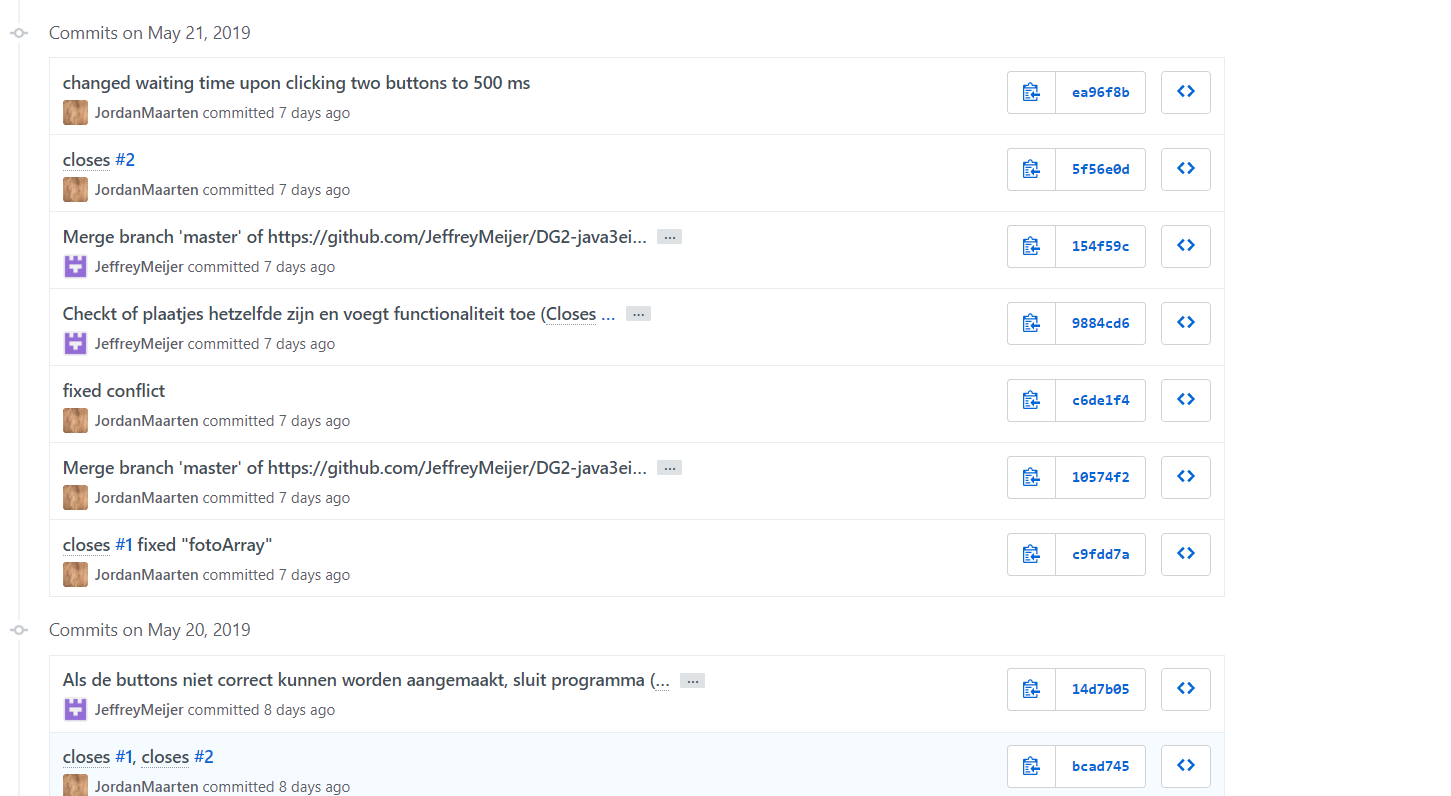 Commits on May 21, 2019
changed waiting time upon clicking two buttons to 500 ms
JordanMaarten committed 7 days ago
ea96f8b
closes #2
JordanMaarten committed 7 days ago
5f56e0d
Merge branch 'master' of https://github.com/JeffreyMeijer/DG2-java3ei... …
JeffreyMeijer committed 7 days ago
154f59c
Checkt of plaatjes hetzelfde zijn en voegt functionaliteit toe (Closes ... …
JeffreyMeijer committed 7 days ago
9884cd6
fixed conflict
JordanMaarten committed 7 days ago
c6de1f4
Merge branch 'master' of https://github.com/JeffreyMeijer/DG2-java3ei... …
JordanMaarten committed 7 days ago
10574f2
closes #1 fixed "fotoArray"
JordanMaarten committed 7 days ago
c9fdd7a
Commits on May 20, 2019
Als de buttons niet correct kunnen worden aangemaakt, sluit programma (... …
JeffreyMeijer committed 8 days ago
14d7b05
closes #1, closes #2
JordanMaarten committed 8 days ago
bcad745